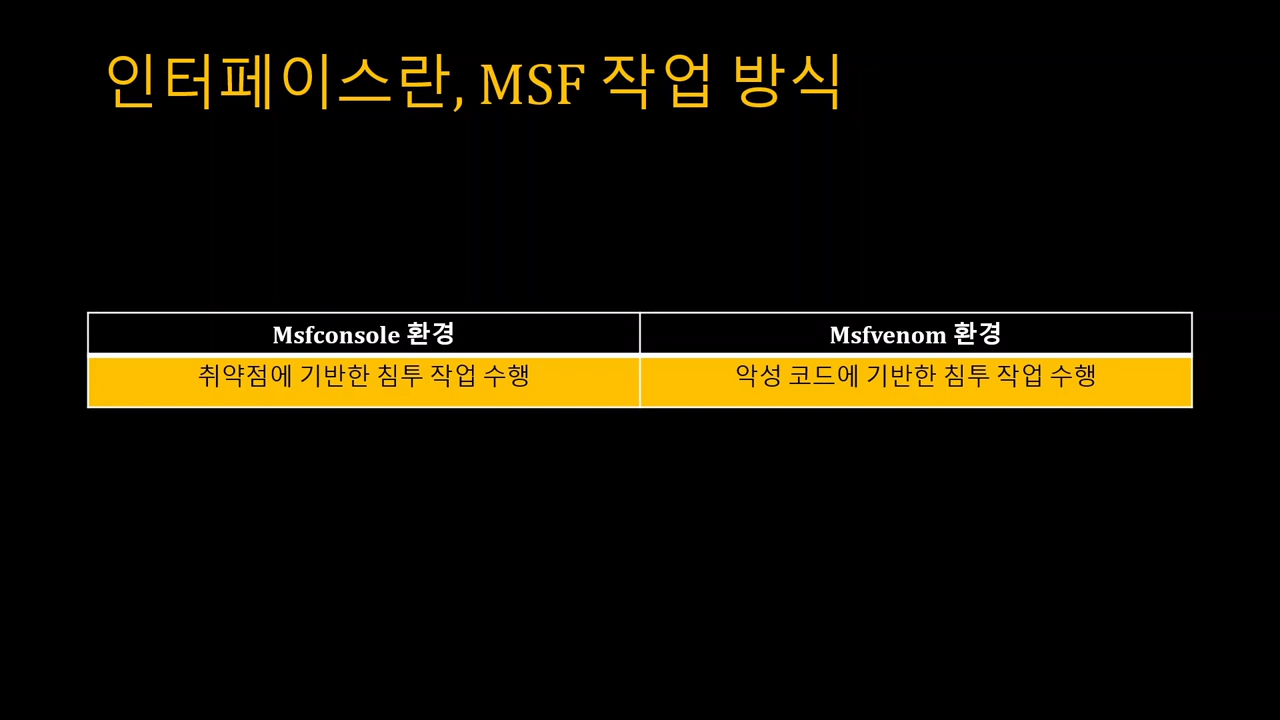 인터페이스란, MSF 작업 방식
Msfconsole 환경
Msfvenom 환경
취약점에 기반한 침투 작업 수행
악성 코드에 기반한 침투 작업 수행